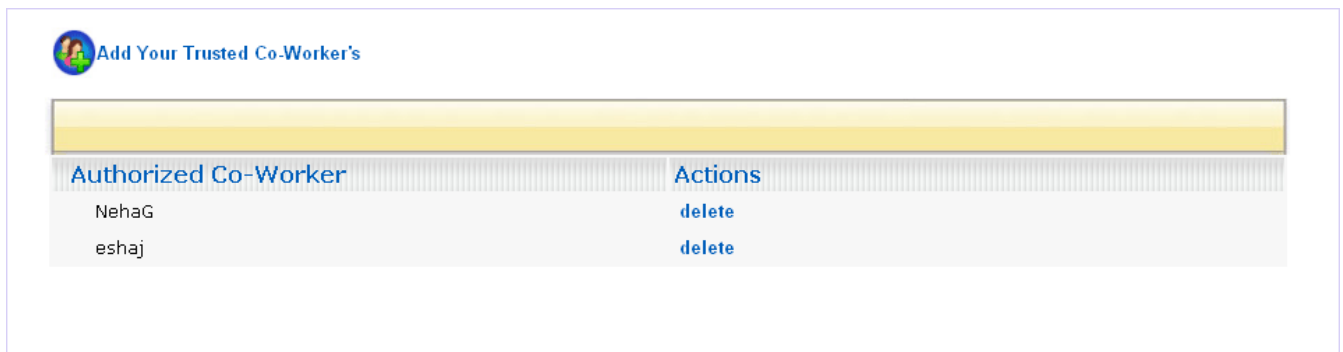 Add Your Trusted Co-Worker's
Authorized Co-Worker Actions
NehaG delete
eshaj delete